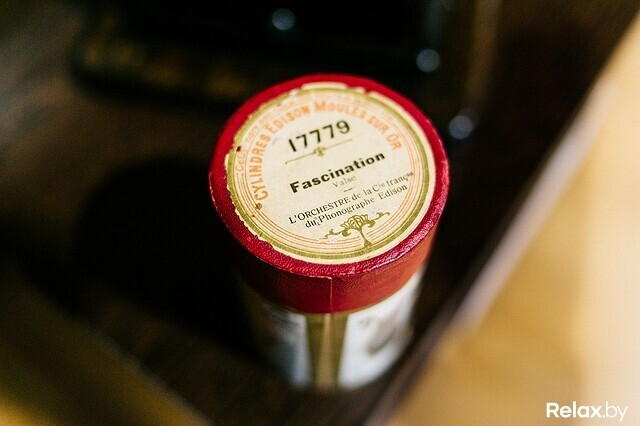 CYLINDRES EDISON MOULÉS SUR OR
17779
Fascination
Valse
L'ORCHESTRE de la Cie française
du Phonographe Edison
Relax.by